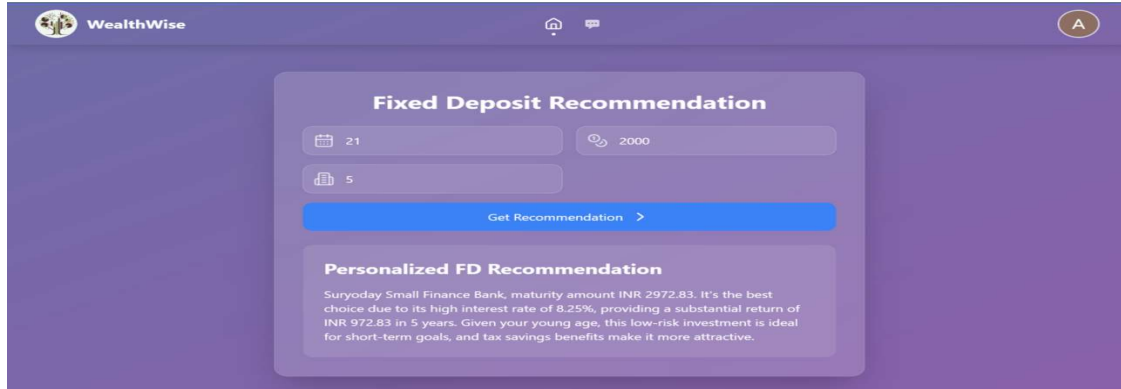 WealthWise
A
Fixed Deposit Recommendation
21
2000
5
Get Recommendation
Personalized FD Recommendation
Suryoday Small Finance Bank, maturity amount INR 2972.83. It's the best
choice due to its high interest rate of 8.25%, providing a substantial return of
INR 972.83 in 5 years. Given your young age, this low-risk investment is ideal
for short-term goals, and tax savings benefits make it more attractive.